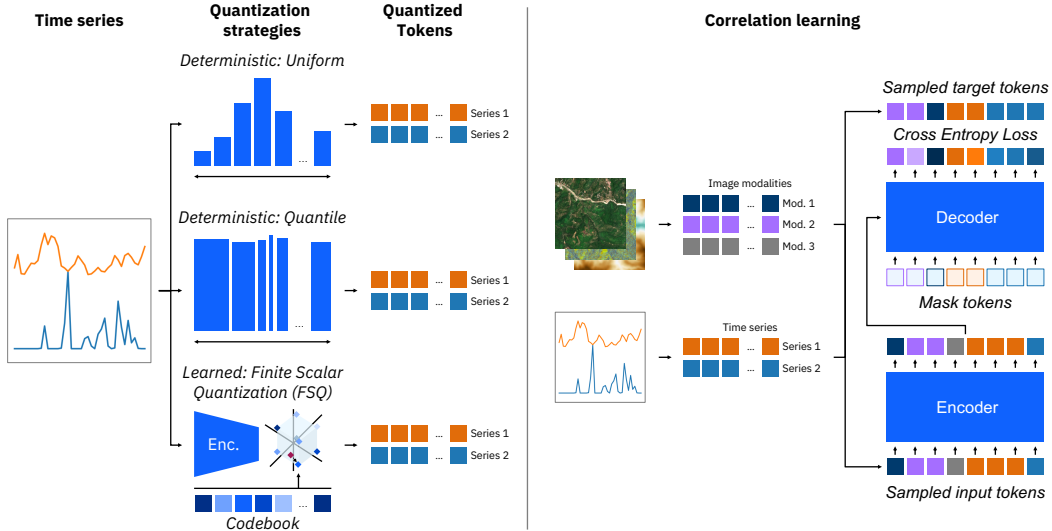 Time series
Quantization
strategies
Quantized
Tokens
Deterministic: Uniform
...
... Series 1
... Series 2
Deterministic: Quantile
...
... Series 1
... Series 2
Learned: Finite Scalar
Quantization (FSQ)
Enc.
... Series 1
... Series 2
...
Codebook
Correlation learning
Image modalities
... Mod. 1
... Mod. 2
... Mod. 3
Time series
... Series 1
... Series 2
Sampled target tokens
Cross Entropy Loss
Decoder
Mask tokens
Encoder
Sampled input tokens